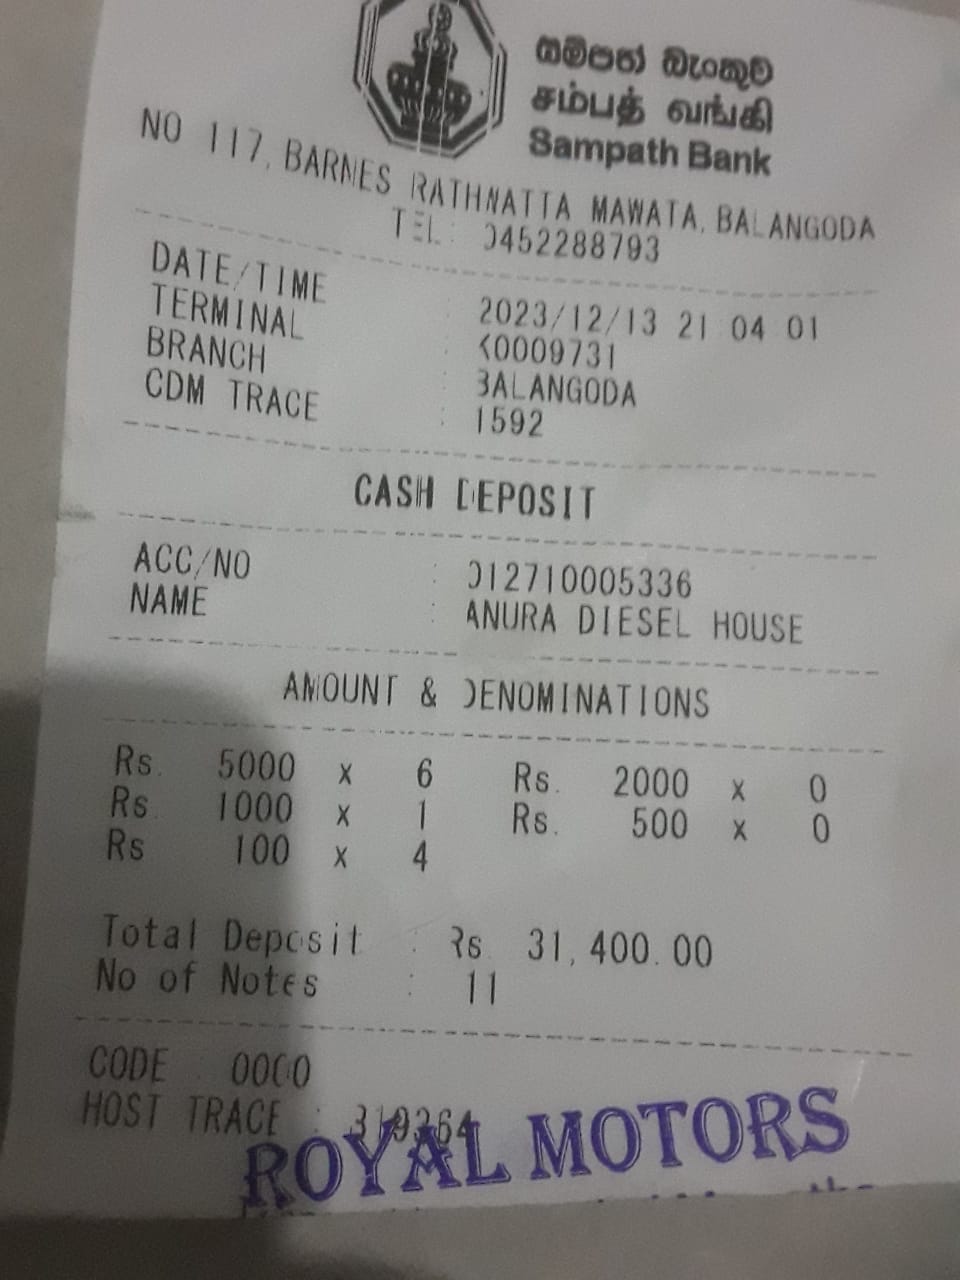 සම්පත් බැංකුව
சம்பத் வங்கி
Sampath Bank
NO 117, BARNES RATHWATTA MAWATA, BALANGODA
TEL: 0452288793
DATE/TIME : 2023/12/13 21 04 01
TERMINAL : K0009731
BRANCH : BALANGODA
CDM TRACE : 1592
CASH DEPOSIT
ACC/NO : 012710005336
NAME : ANURA DIESEL HOUSE
AMOUNT & DENOMINATIONS
Rs. 5000 x 6 Rs. 2000 x 0
Rs. 1000 x 1 Rs. 500 x 0
Rs 100 x 4
Total Deposit : Rs. 31,400.00
No of Notes : 11
CODE : 0000
HOST TRACE : 319364
ROYAL MOTORS